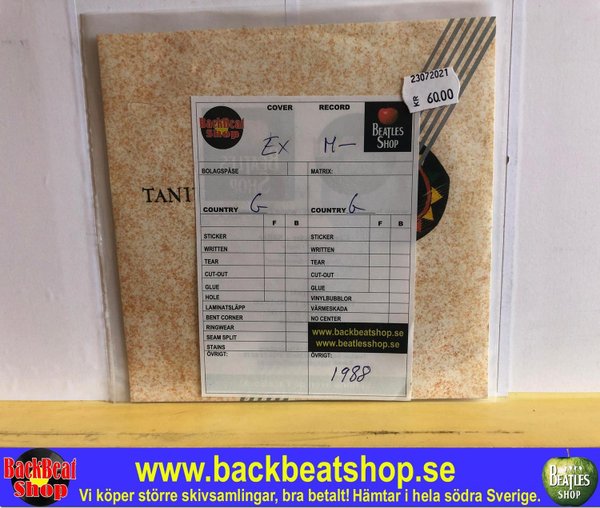 23072021
KR 60.00
TANI
COVER RECORD
BackBeat Shop
BEATLES SHOP
Ex M-
BOLAGSPÅSE MATRIX:
COUNTRY G COUNTRY G
F B F B
STICKER STICKER
WRITTEN WRITTEN
TEAR TEAR
CUT-OUT CUT-OUT
GLUE GLUE
HOLE VINYLBUBBLOR
LAMINATSLÄPP VÄRMESKADA
BENT CORNER NO CENTER
RINGWEAR www.backbeatshop.se
SEAM SPLIT www.beatlesshop.se
STAINS
ÖVRIGT: ÖVRIGT:
1988
BackBeat Shop
www.backbeatshop.se
Vi köper större skivsamlingar, bra betalt! Hämtar i hela södra Sverige.
BEATLES SHOP